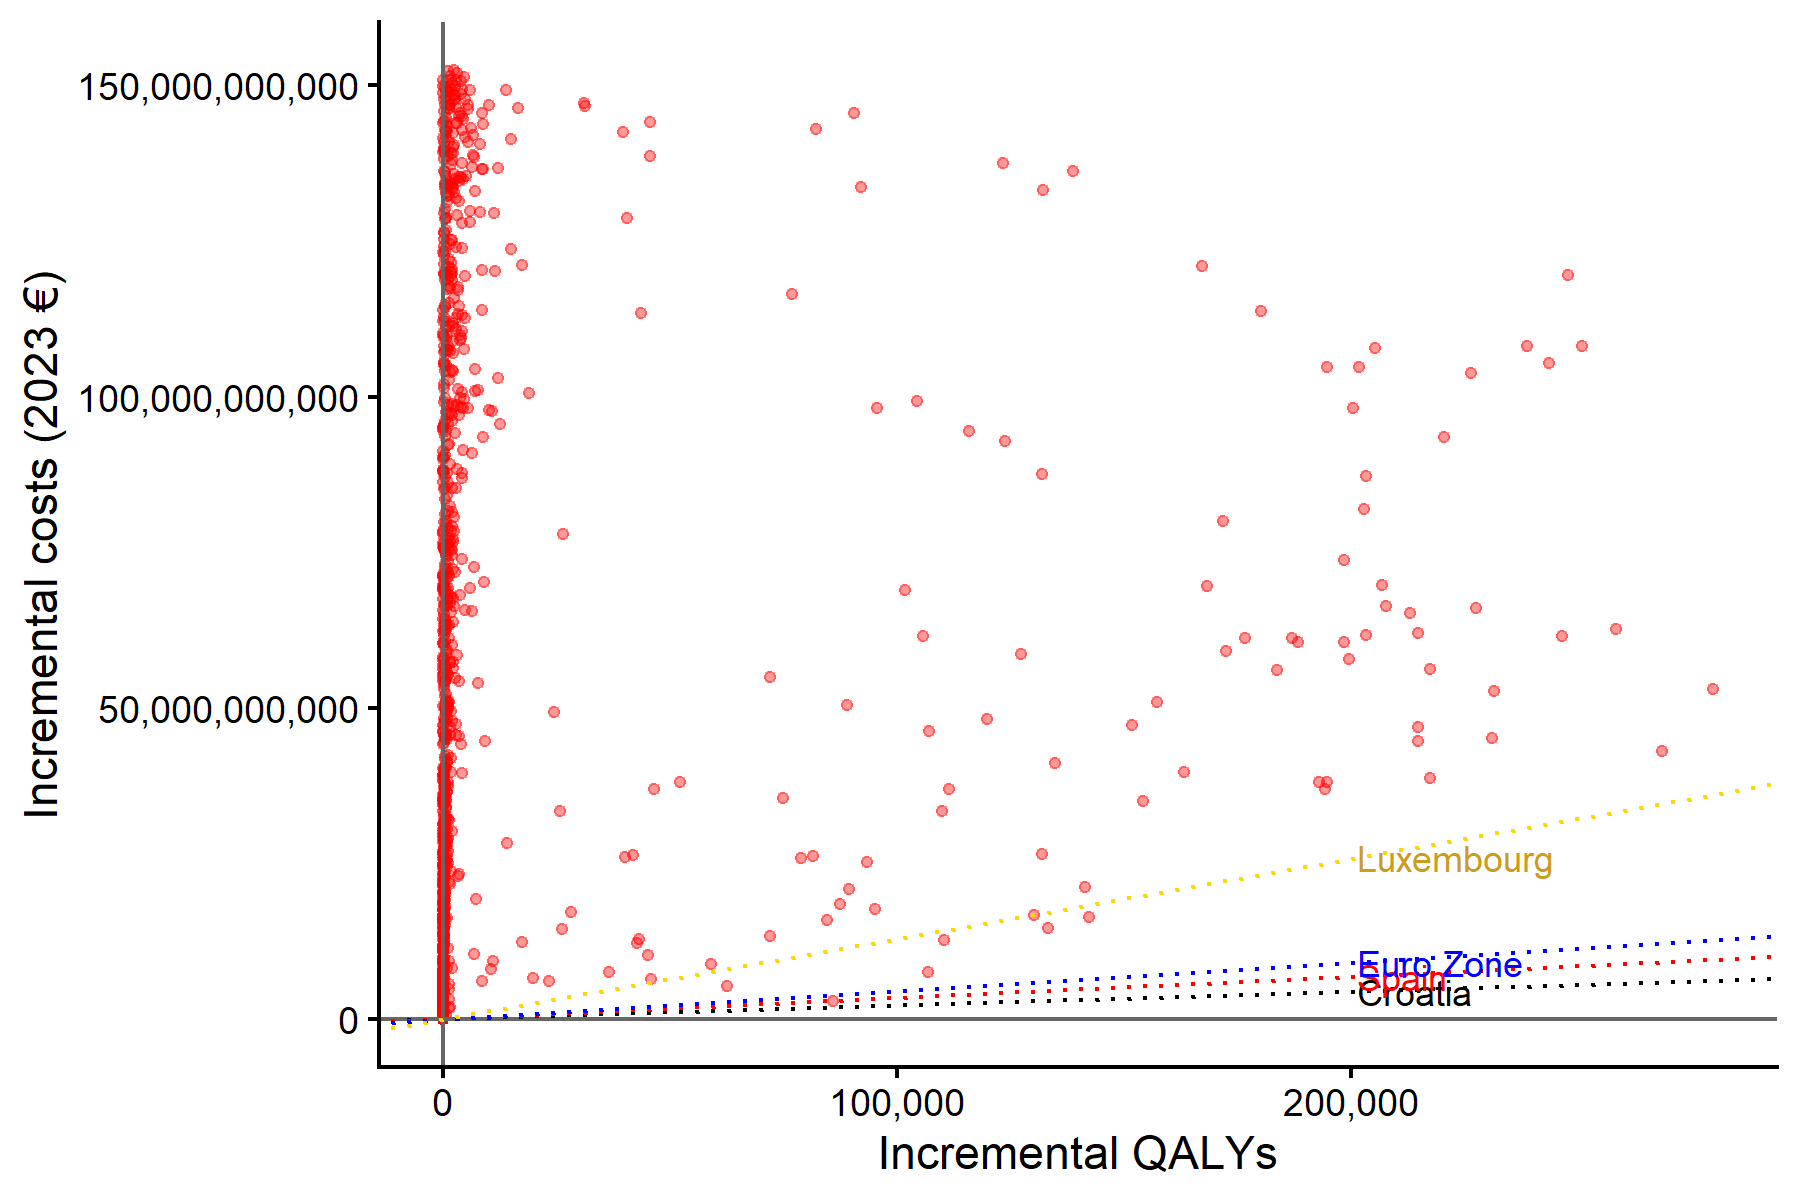 Incremental costs (2023 €)
150,000,000,000
100,000,000,000
50,000,000,000
0
Luxembourg
Euro Zone
Spain
Croatia
0
100,000
200,000
Incremental QALYs